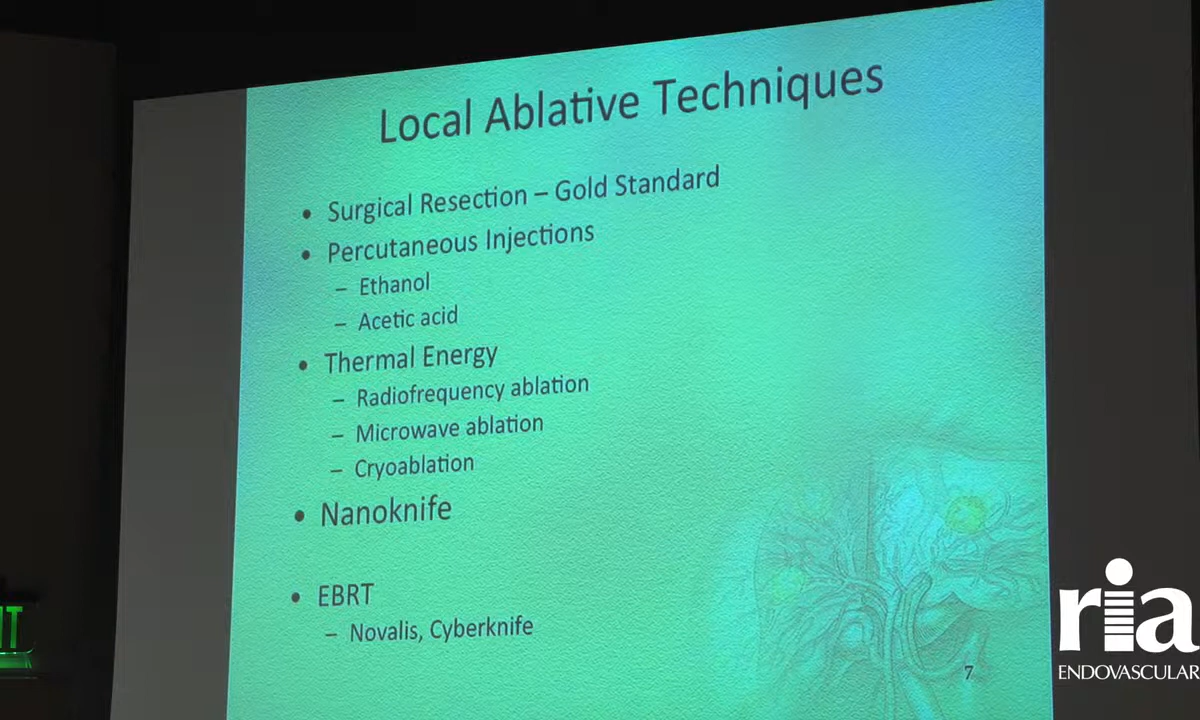 Local Ablative Techniques
• Surgical Resection – Gold Standard
• Percutaneous Injections
– Ethanol
– Acetic acid
• Thermal Energy
– Radiofrequency ablation
– Microwave ablation
– Cryoablation
• Nanoknife
• EBRT
– Novalis, Cyberknife
7
IT
ria
ENDOVASCULAR